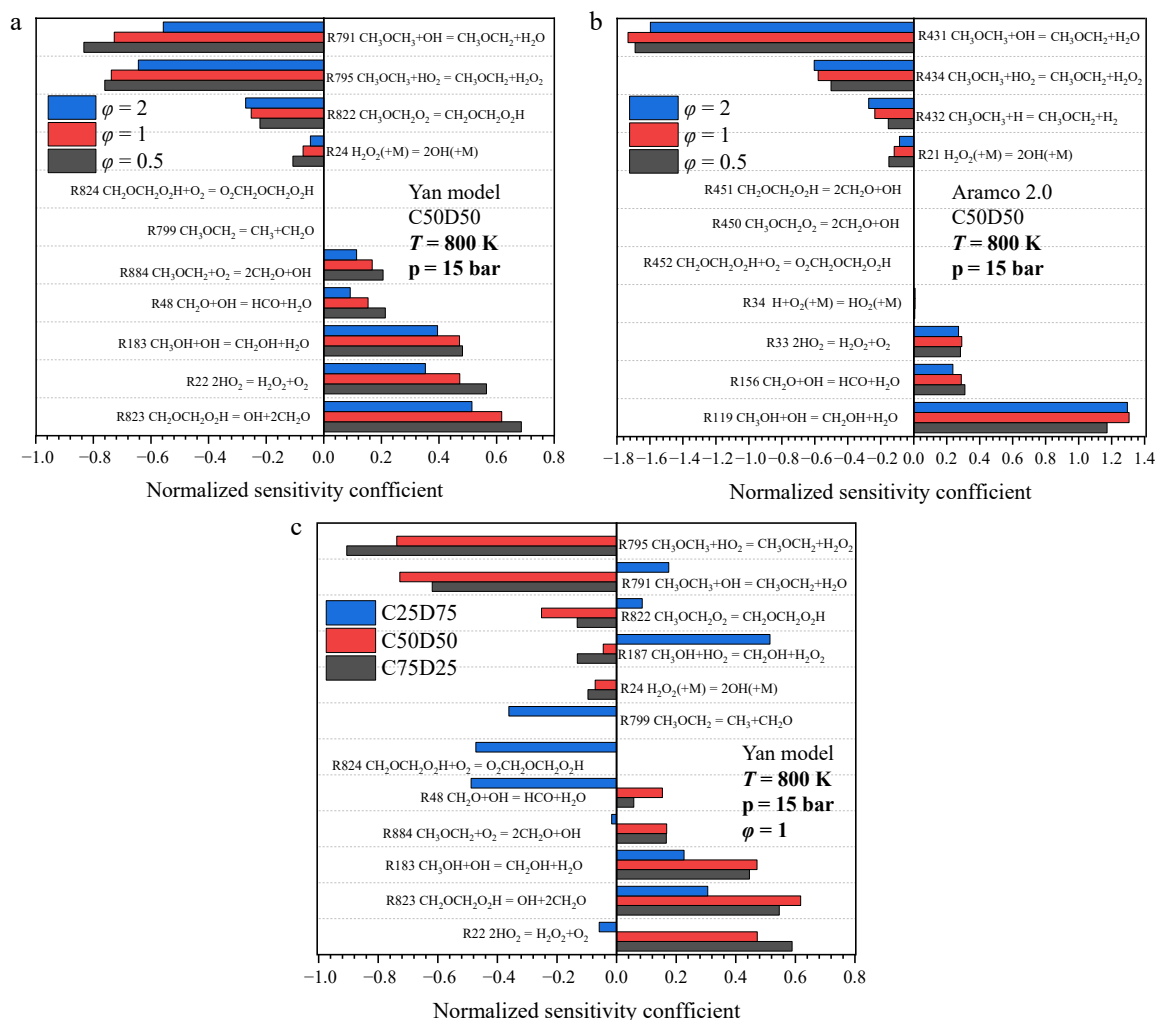 a
R791 CH₃OCH₃+OH = CH₃OCH₂+H₂O
R795 CH₃OCH₃+HO₂ = CH₃OCH₂+H₂O₂
R822 CH₃OCH₂O₂ = CH₂OCH₂O₂H
R24 H₂O₂(+M) = 2OH(+M)
φ = 2
φ = 1
φ = 0.5
R824 CH₂OCH₂O₂H+O₂ = O₂CH₂OCH₂O₂H
R799 CH₃OCH₂ = CH₃+CH₂O
R884 CH₃OCH₂+O₂ = 2CH₂O+OH
R48 CH₂O+OH = HCO+H₂O
R183 CH₃OH+OH = CH₂OH+H₂O
R22 2HO₂ = H₂O₂+O₂
R823 CH₂OCH₂O₂H = OH+2CH₂O
Yan model
C50D50
T = 800 K
p = 15 bar
−1.0 −0.8 −0.6 −0.4 −0.2 0.0 0.2 0.4 0.6 0.8
Normalized sensitivity confficient
b
R431 CH₃OCH₃+OH = CH₃OCH₂+H₂O
R434 CH₃OCH₃+HO₂ = CH₃OCH₂+H₂O₂
R432 CH₃OCH₃+H = CH₃OCH₂+H₂
R21 H₂O₂(+M) = 2OH(+M)
φ = 2
φ = 1
φ = 0.5
R451 CH₂OCH₂O₂H = 2CH₂O+OH
R450 CH₃OCH₂O₂ = 2CH₂O+OH
R452 CH₂OCH₂O₂H+O₂ = O₂CH₂OCH₂O₂H
R34 H+O₂(+M) = HO₂(+M)
R33 2HO₂ = H₂O₂+O₂
R156 CH₂O+OH = HCO+H₂O
R119 CH₃OH+OH = CH₂OH+H₂O
Aramco 2.0
C50D50
T = 800 K
p = 15 bar
−1.8 −1.6 −1.4 −1.2 −1.0 −0.8 −0.6 −0.4 −0.2 0.0 0.2 0.4 0.6 0.8 1.0 1.2 1.4
Normalized sensitivity confficient
c
R795 CH₃OCH₃+HO₂ = CH₃OCH₂+H₂O₂
R791 CH₃OCH₃+OH = CH₃OCH₂+H₂O
R822 CH₃OCH₂O₂ = CH₂OCH₂O₂H
R187 CH₃OH+HO₂ = CH₂OH+H₂O₂
R24 H₂O₂(+M) = 2OH(+M)
R799 CH₃OCH₂ = CH₃+CH₂O
C25D75
C50D50
C75D25
R824 CH₂OCH₂O₂H+O₂ = O₂CH₂OCH₂O₂H
R48 CH₂O+OH = HCO+H₂O
R884 CH₃OCH₂+O₂ = 2CH₂O+OH
R183 CH₃OH+OH = CH₂OH+H₂O
R823 CH₂OCH₂O₂H = OH+2CH₂O
R22 2HO₂ = H₂O₂+O₂
Yan model
T = 800 K
p = 15 bar
φ = 1
−1.0 −0.8 −0.6 −0.4 −0.2 0.0 0.2 0.4 0.6 0.8
Normalized sensitivity confficient